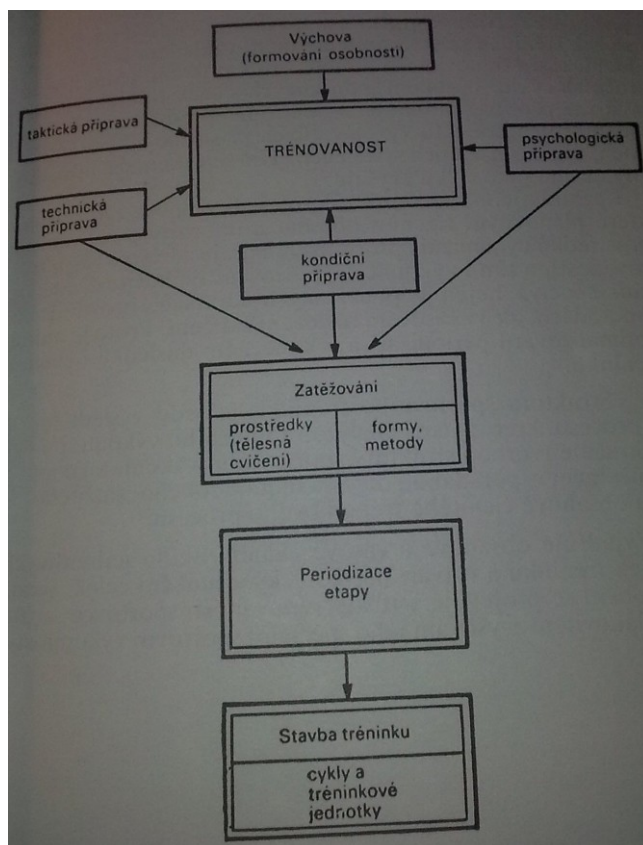 Výchova
(formování osobnosti)
taktická příprava
TRÉNOVANOST
psychologická
příprava
technická
příprava
kondiční
příprava
Zatěžování
prostředky
(tělesná
cvičení)
formy,
metody
Periodizace
etapy
Stavba tréninku
cykly a
tréninkové
jednotky